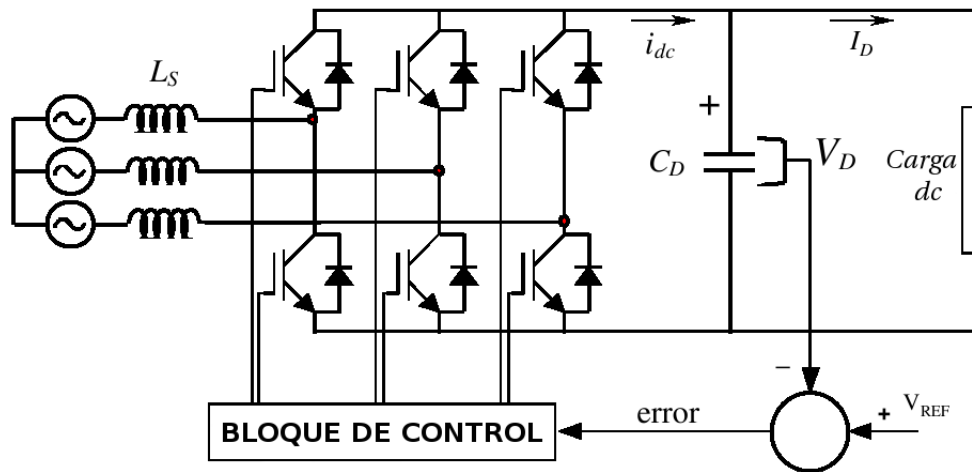 i_dc
I_D
L_S
+
C_D
V_D
Carga
dc
−
error
+
V_REF
BLOQUE DE CONTROL